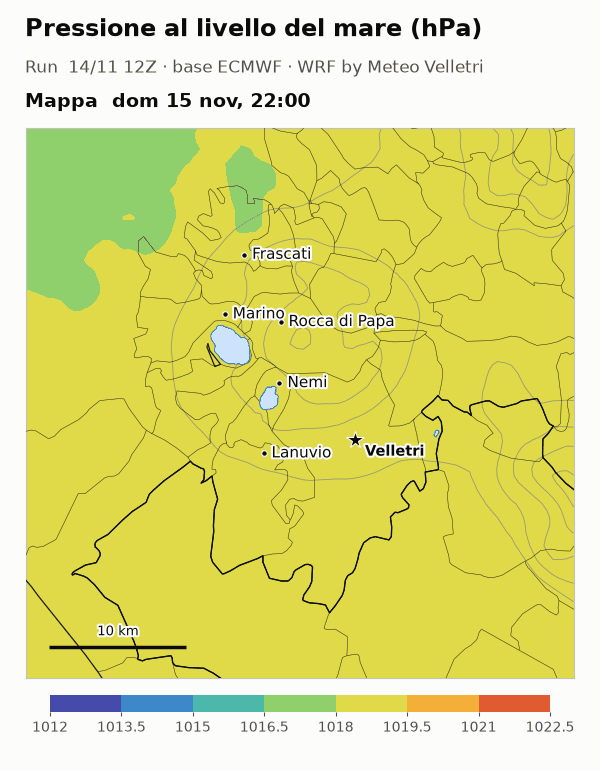 Pressione al livello del mare (hPa)
Run  14/11 12Z · base ECMWF · WRF by Meteo Velletri
Mappa  dom 15 nov, 22:00
Frascati
Marino
Rocca di Papa
Nemi
Velletri
Lanuvio
10 km
1012 1013.5 1015 1016.5 1018 1019.5 1021 1022.5